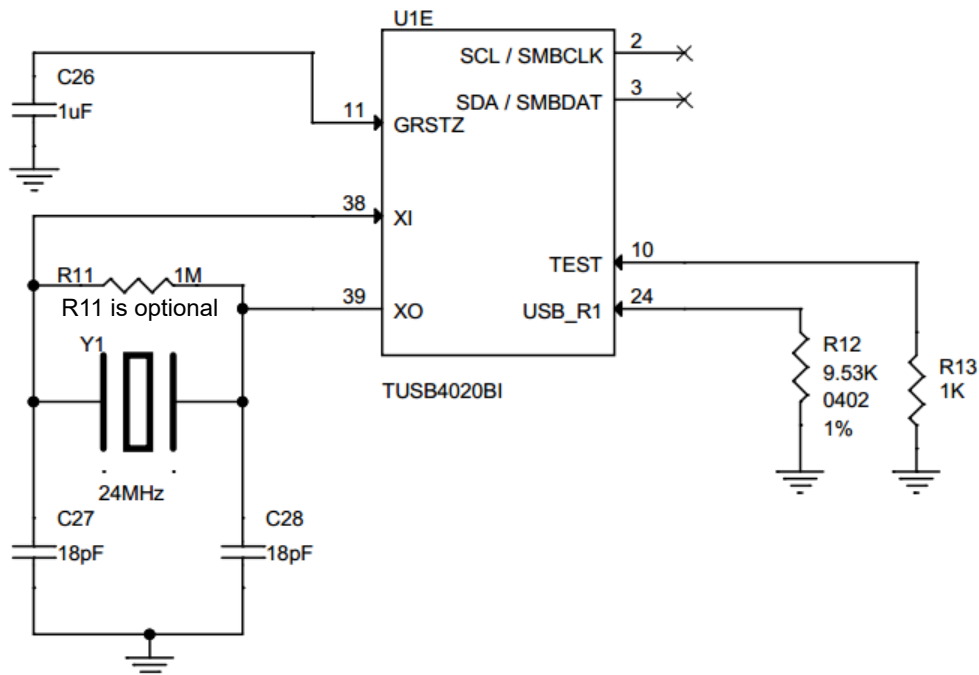 U1E
C26
1uF
11
GRSTZ
SCL / SMBCLK
2
SDA / SMBDAT
3
38
XI
R11
1M
R11 is optional
39
XO
TEST
10
USB_R1
24
Y1
24MHz
TUSB4020BI
R12
9.53K
0402
1%
R13
1K
C27
18pF
C28
18pF